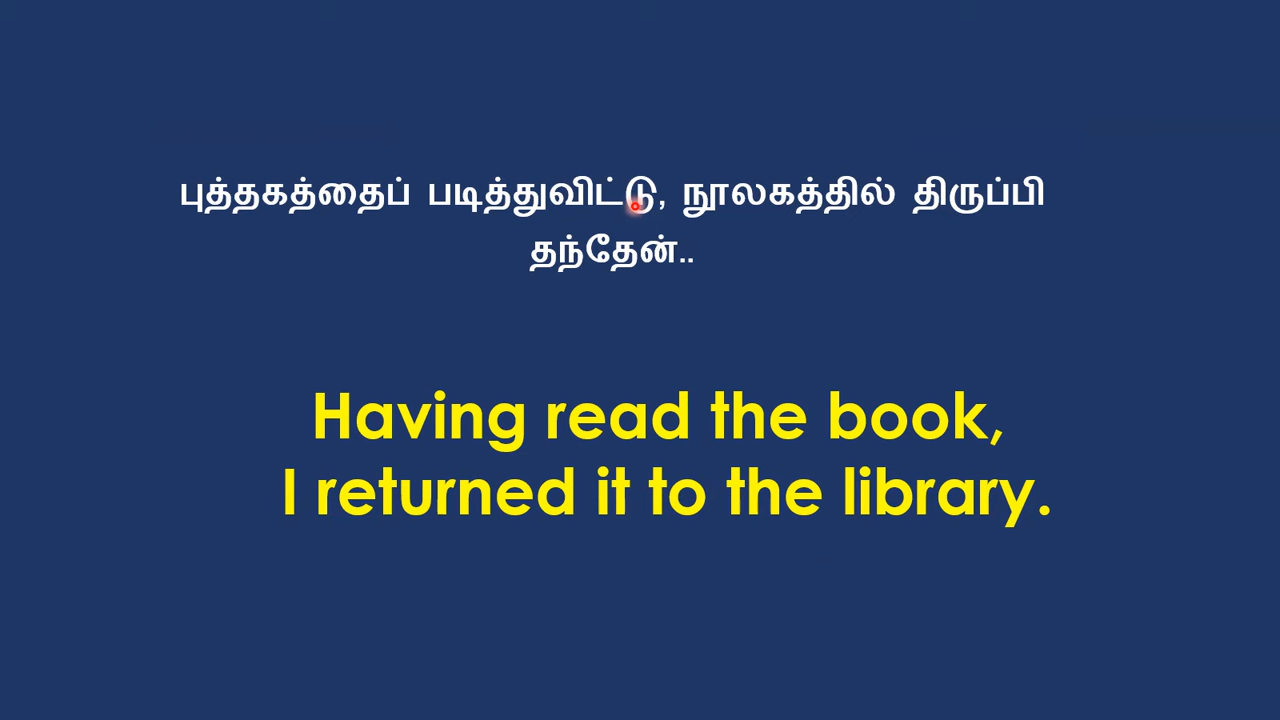 புத்தகத்தைப் படித்துவிட்டு, நூலகத்தில் திருப்பி
தந்தேன்..
Having read the book,
I returned it to the library.